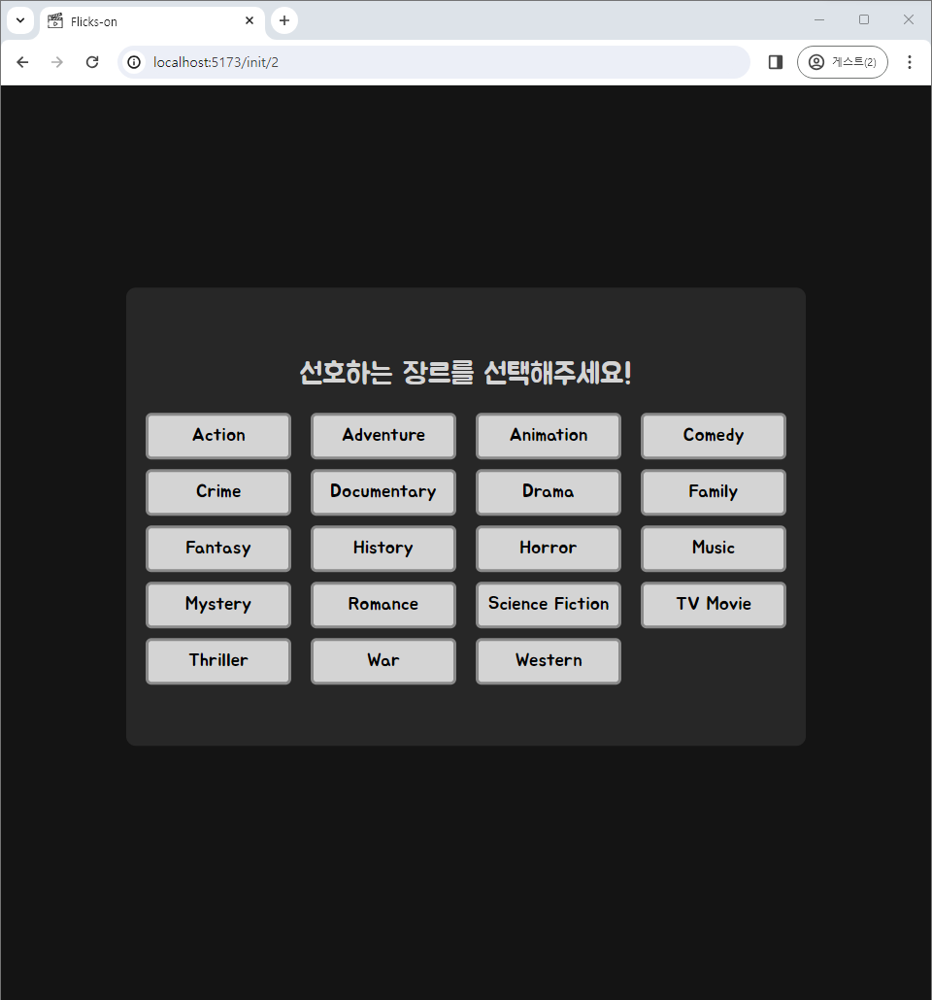 Flicks-on
localhost:5173/init/2
게스트(2)
선호하는 장르를 선택해주세요!
Action Adventure Animation Comedy
Crime Documentary Drama Family
Fantasy History Horror Music
Mystery Romance Science Fiction TV Movie
Thriller War Western